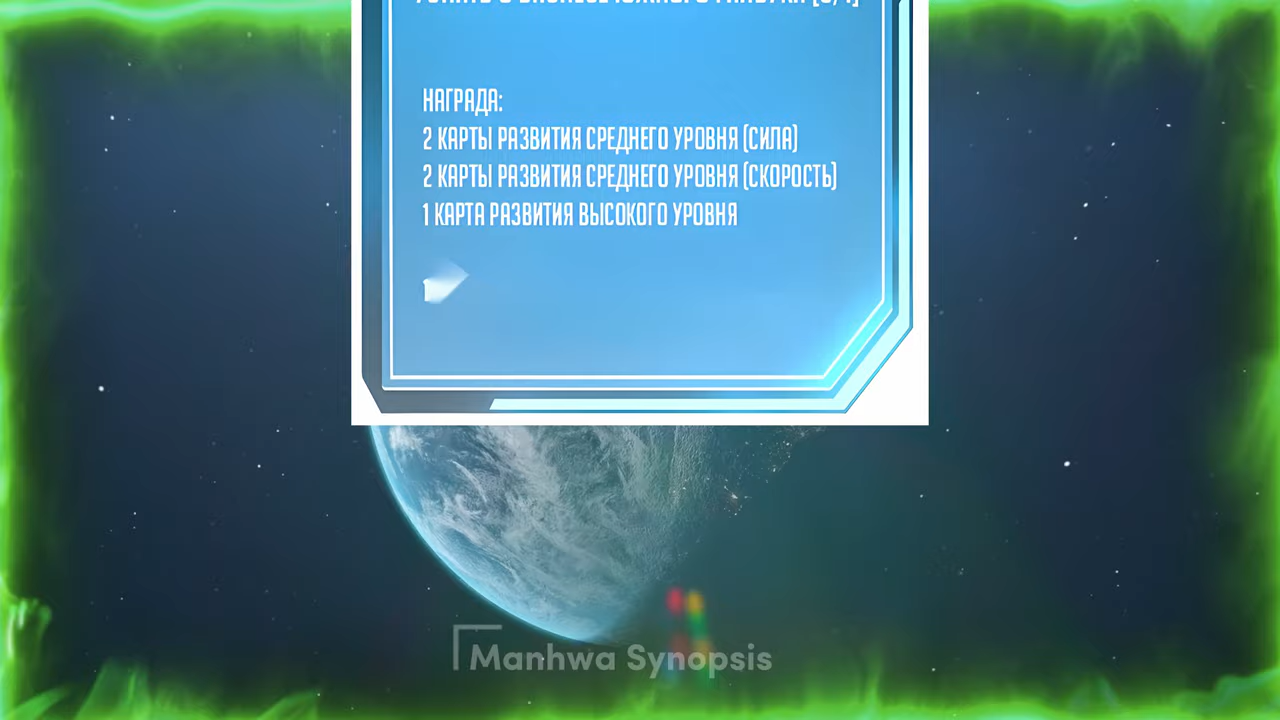 НАГРАДА:
2 КАРТЫ РАЗВИТИЯ СРЕДНЕГО УРОВНЯ (СИЛА)
2 КАРТЫ РАЗВИТИЯ СРЕДНЕГО УРОВНЯ (СКОРОСТЬ)
1 КАРТА РАЗВИТИЯ ВЫСОКОГО УРОВНЯ
Manhwa Synopsis